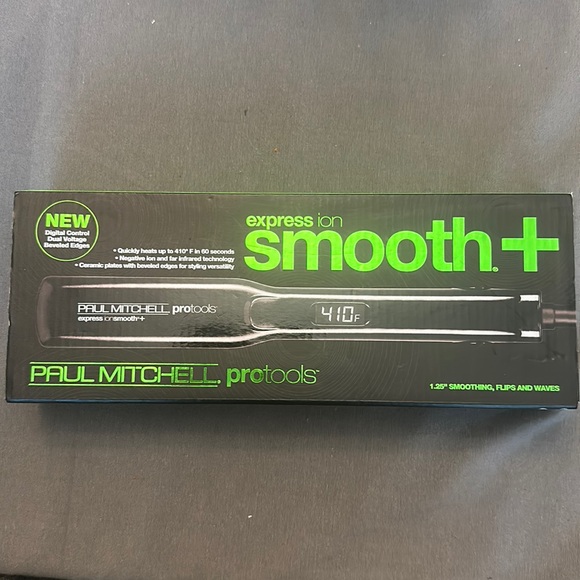 NEW
Digital Control
Dual Voltage
Beveled Edges
• Quickly heats up to 410° F in 60 seconds
• Negative ion and far infrared technology
• Ceramic plates with beveled edges for styling versatility
express ion
smooth®+
PAUL MITCHELL protools™
express ion smooth®+
410F
PAUL MITCHELL® protools™
1.25" SMOOTHING, FLIPS AND WAVES